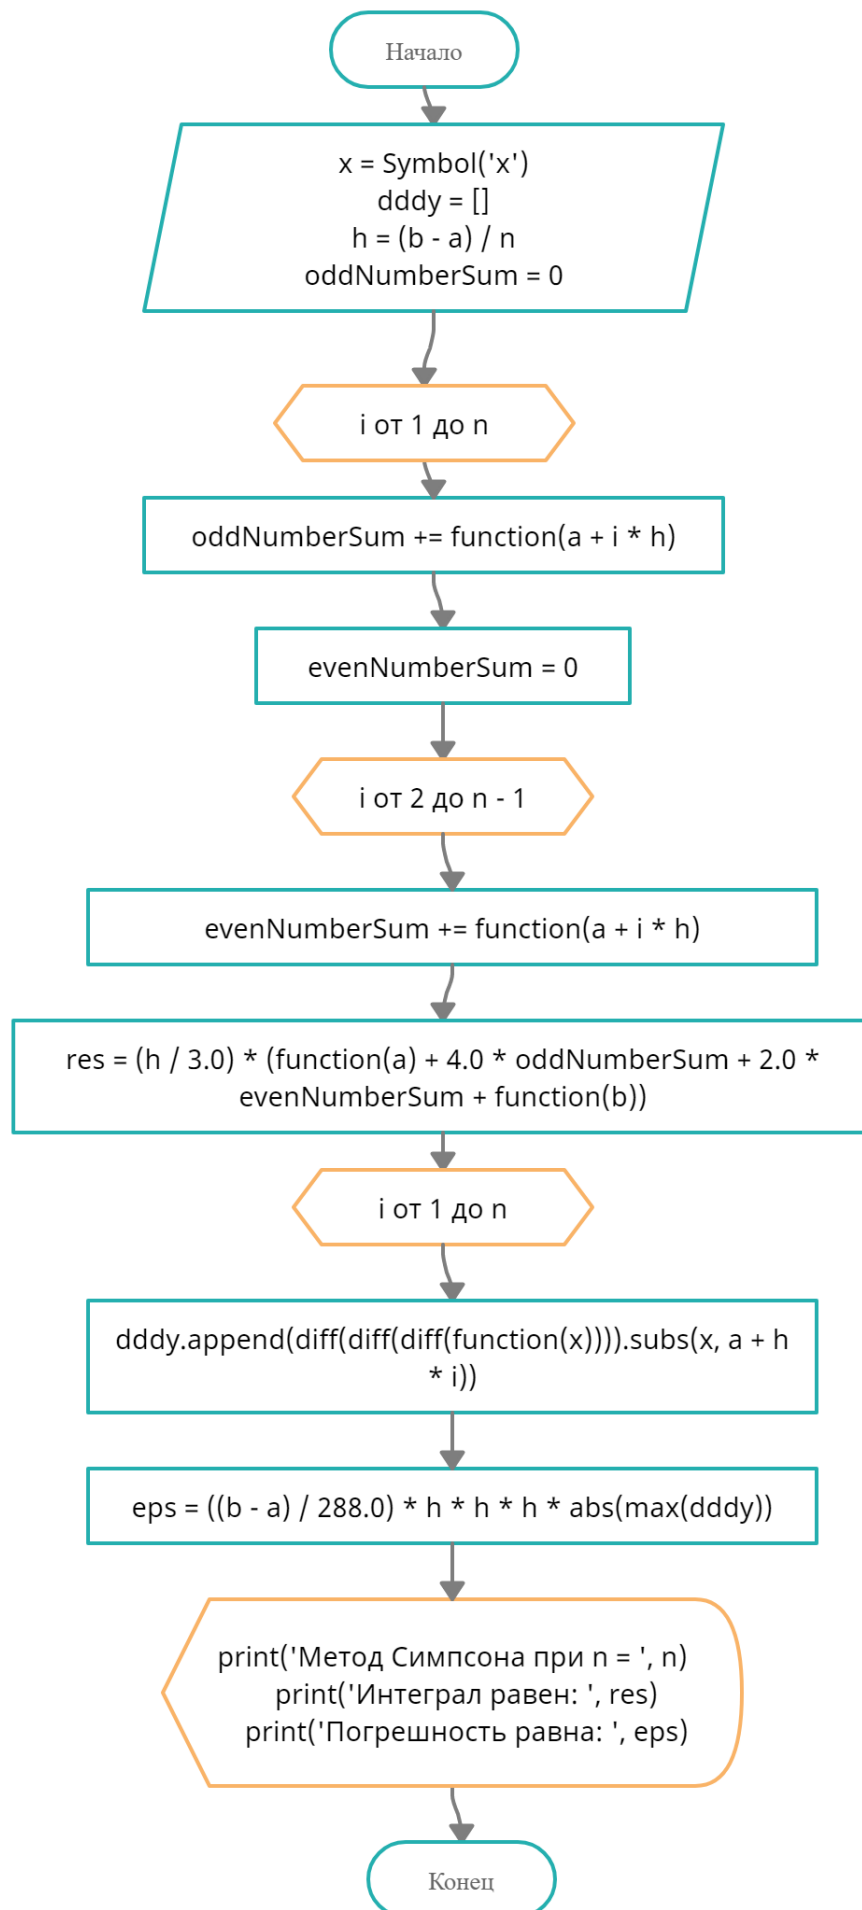 Начало
x = Symbol('x')
dddy = []
h = (b - a) / n
oddNumberSum = 0
i от 1 до n
oddNumberSum += function(a + i * h)
evenNumberSum = 0
i от 2 до n - 1
evenNumberSum += function(a + i * h)
res = (h / 3.0) * (function(a) + 4.0 * oddNumberSum + 2.0 *
evenNumberSum + function(b))
i от 1 до n
dddy.append(diff(diff(diff(function(x)))).subs(x, a + h
* i))
eps = ((b - a) / 288.0) * h * h * h * abs(max(dddy))
print('Метод Симпсона при n = ', n)
print('Интеграл равен: ', res)
print('Погрешность равна: ', eps)
Конец